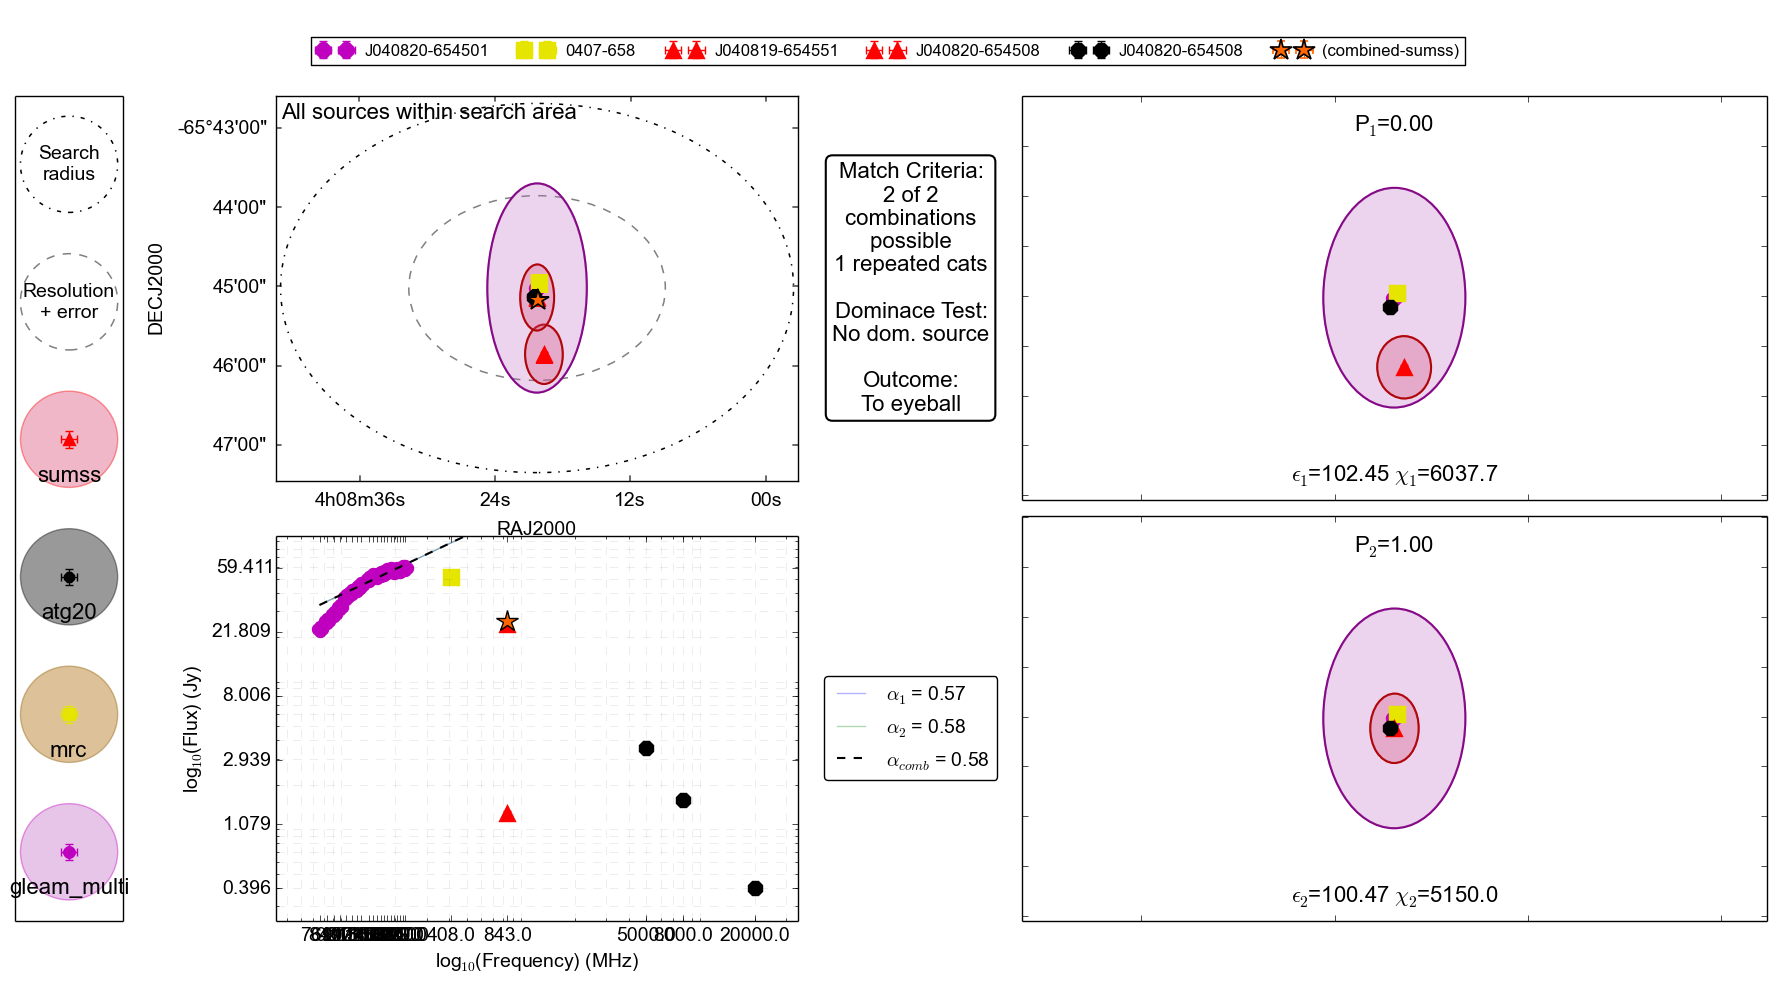 J040820-654501 0407-658 J040819-654551 J040820-654508 J040820-654508 (combined-sumss)
Search
radius
Resolution
+ error
sumss
atg20
mrc
gleam_multi
All sources within search area
DECJ2000
-65°43'00"
44'00"
45'00"
46'00"
47'00"
4h08m36s 24s 12s 00s
RAJ2000
Match Criteria:
2 of 2
combinations
possible
1 repeated cats
Dominace Test:
No dom. source
Outcome:
To eyeball
P1=0.00
ϵ1=102.45 χ1=6037.7
P2=1.00
ϵ2=100.47 χ2=5150.0
log10(Flux) (Jy)
59.411
21.809
8.006
2.939
1.079
0.396
408.0 843.0 5000.0 8000.0 20000.0
log10(Frequency) (MHz)
α1 = 0.57
α2 = 0.58
αcomb = 0.58